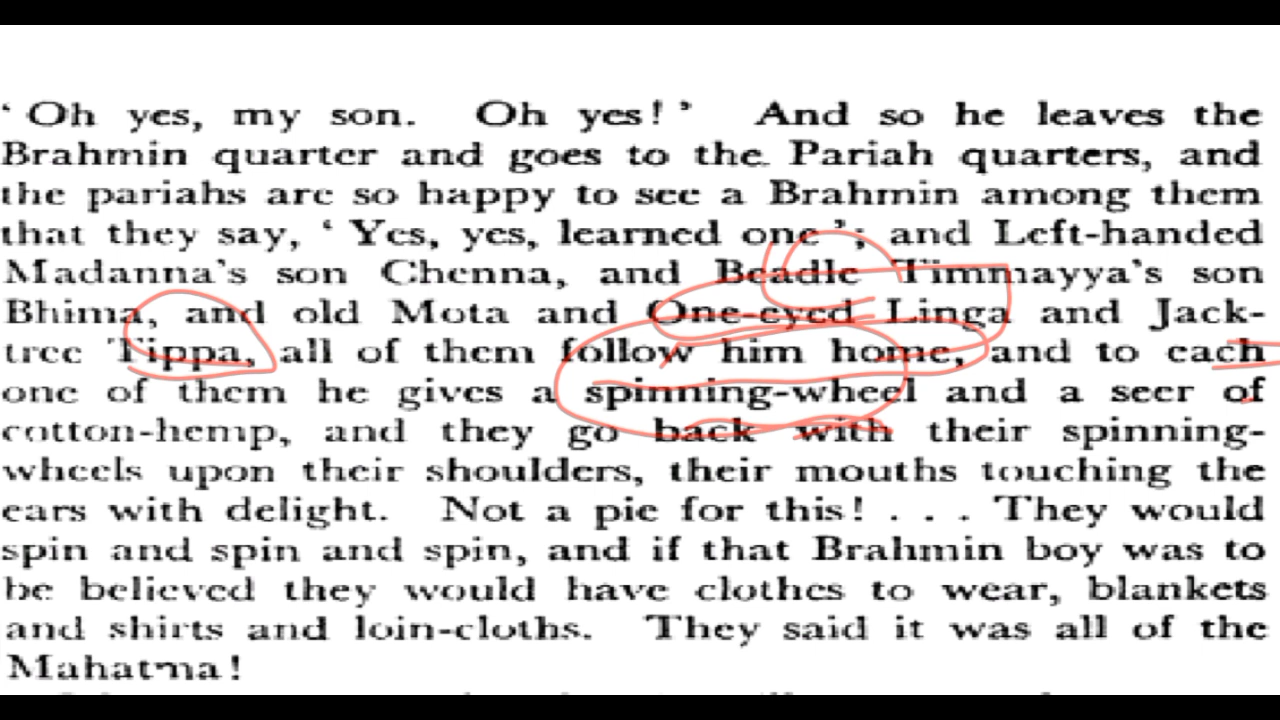 ‘ Oh yes, my son. Oh yes! ’ And so he leaves the
Brahmin quarter and goes to the Pariah quarters, and
the pariahs are so happy to see a Brahmin among them
that they say, ‘ Yes, yes, learned one ’; and Left-handed
Madanna’s son Chenna, and Beadle Timmayya’s son
Bhima, and old Mota and One-eyed Linga and Jack-
tree Tippa, all of them follow him home, and to each
one of them he gives a spinning-wheel and a seer of
cotton-hemp, and they go back with their spinning-
wheels upon their shoulders, their mouths touching the
ears with delight. Not a pie for this! . . . They would
spin and spin and spin, and if that Brahmin boy was to
be believed they would have clothes to wear, blankets
and shirts and loin-cloths. They said it was all of the
Mahatma!